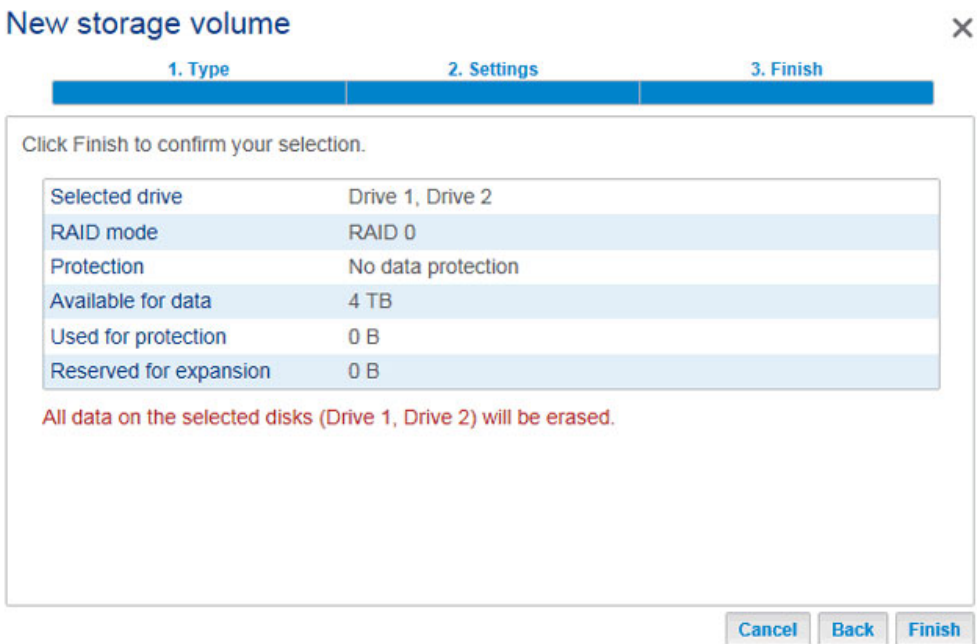 New storage volume
1. Type 2. Settings 3. Finish
Click Finish to confirm your selection.
Selected drive Drive 1, Drive 2
RAID mode RAID 0
Protection No data protection
Available for data 4 TB
Used for protection 0 B
Reserved for expansion 0 B
All data on the selected disks (Drive 1, Drive 2) will be erased.
Cancel Back Finish